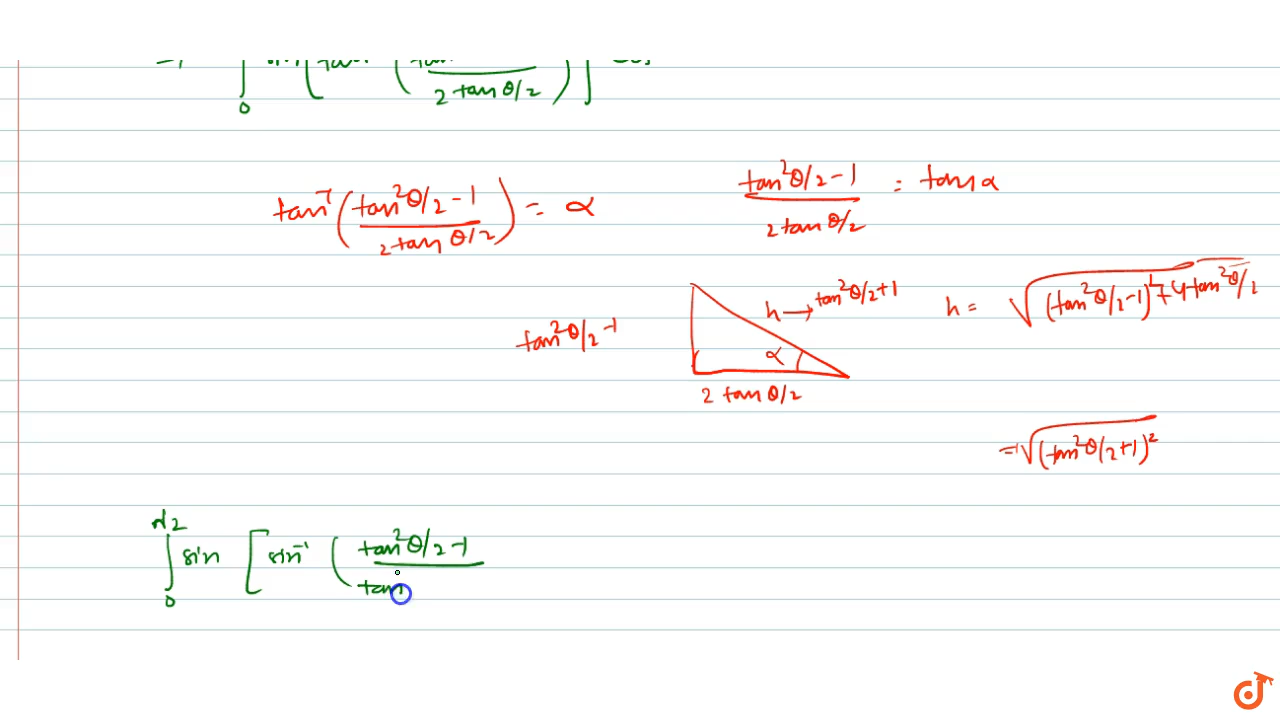 2 tan θ/2
0
tan⁻¹ ( tan²θ/2 - 1 / 2 tan θ/2 ) = α
tan²θ/2 - 1 / 2 tan θ/2 = tan α
h → tan²θ/2 + 1
h = √( (tan²θ/2 - 1)² + 4 tan²θ/2
tan²θ/2 - 1
α
2 tan θ/2
= √(tan²θ/2 + 1)²
∫₀^π/2 sin [ sin⁻¹ ( tan²θ/2 - 1 / tan